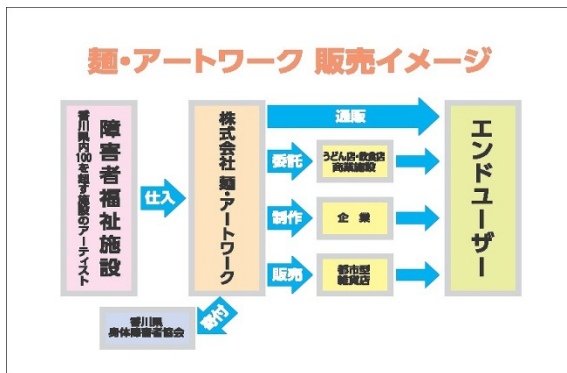 麺・アートワーク 販売イメージ
障害者福祉施設
香川県内100を超す施設のアーティスト
仕入
株式会社 麺・アートワーク
通販
委託
うどん店・飲食店
商業施設
制作
企業
販売
都市型
雑貨店
エンドユーザー
寄付
香川県
身体障害者協会